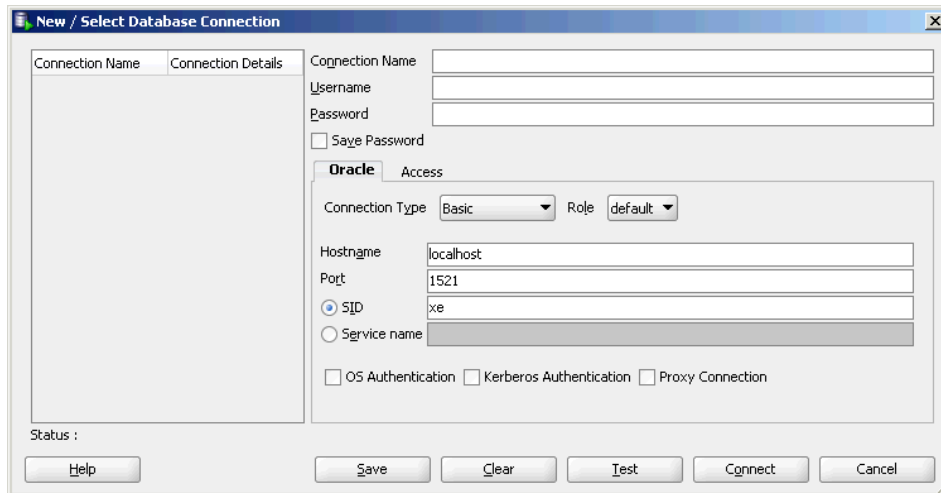 New / Select Database Connection
Connection Name Connection Details
Connection Name
Username
Password
Save Password
Oracle Access
Connection Type Basic Role default
Hostname localhost
Port 1521
SID xe
Service name
OS Authentication Kerberos Authentication Proxy Connection
Status :
Help Save Clear Test Connect Cancel